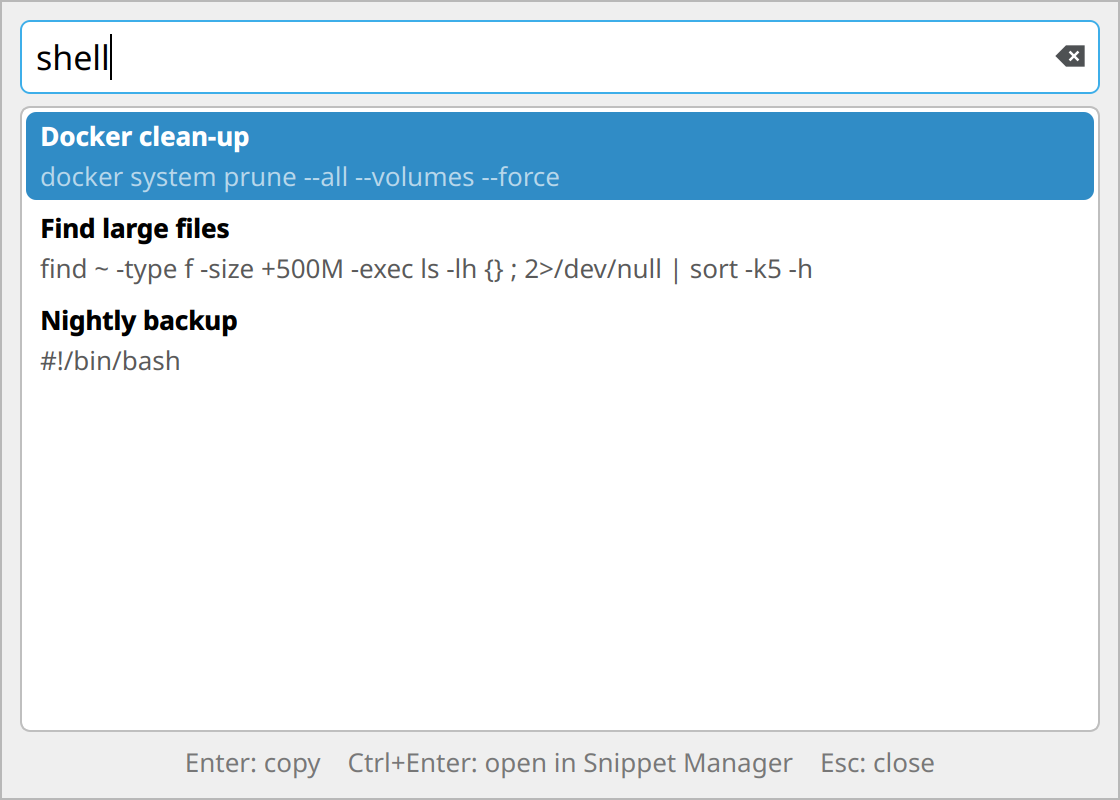 shell
Docker clean-up
docker system prune --all --volumes --force
Find large files
find ~ -type f -size +500M -exec ls -lh {} ; 2>/dev/null | sort -k5 -h
Nightly backup
#!/bin/bash
Enter: copy Ctrl+Enter: open in Snippet Manager Esc: close